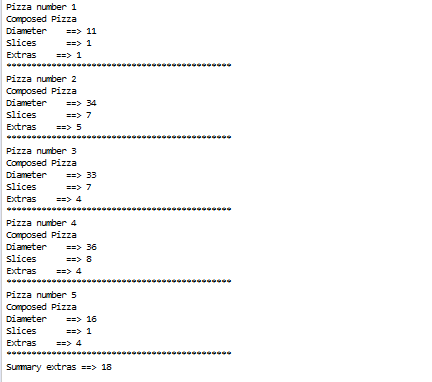 Pizza number 1
Composed Pizza
Diameter    ==> 11
Slices      ==> 1
Extras    ==> 1
*********************************************
Pizza number 2
Composed Pizza
Diameter    ==> 34
Slices      ==> 7
Extras    ==> 5
*********************************************
Pizza number 3
Composed Pizza
Diameter    ==> 33
Slices      ==> 7
Extras    ==> 4
*********************************************
Pizza number 4
Composed Pizza
Diameter    ==> 36
Slices      ==> 8
Extras    ==> 4
*********************************************
Pizza number 5
Composed Pizza
Diameter    ==> 16
Slices      ==> 1
Extras    ==> 4
*********************************************
Summary extras ==> 18